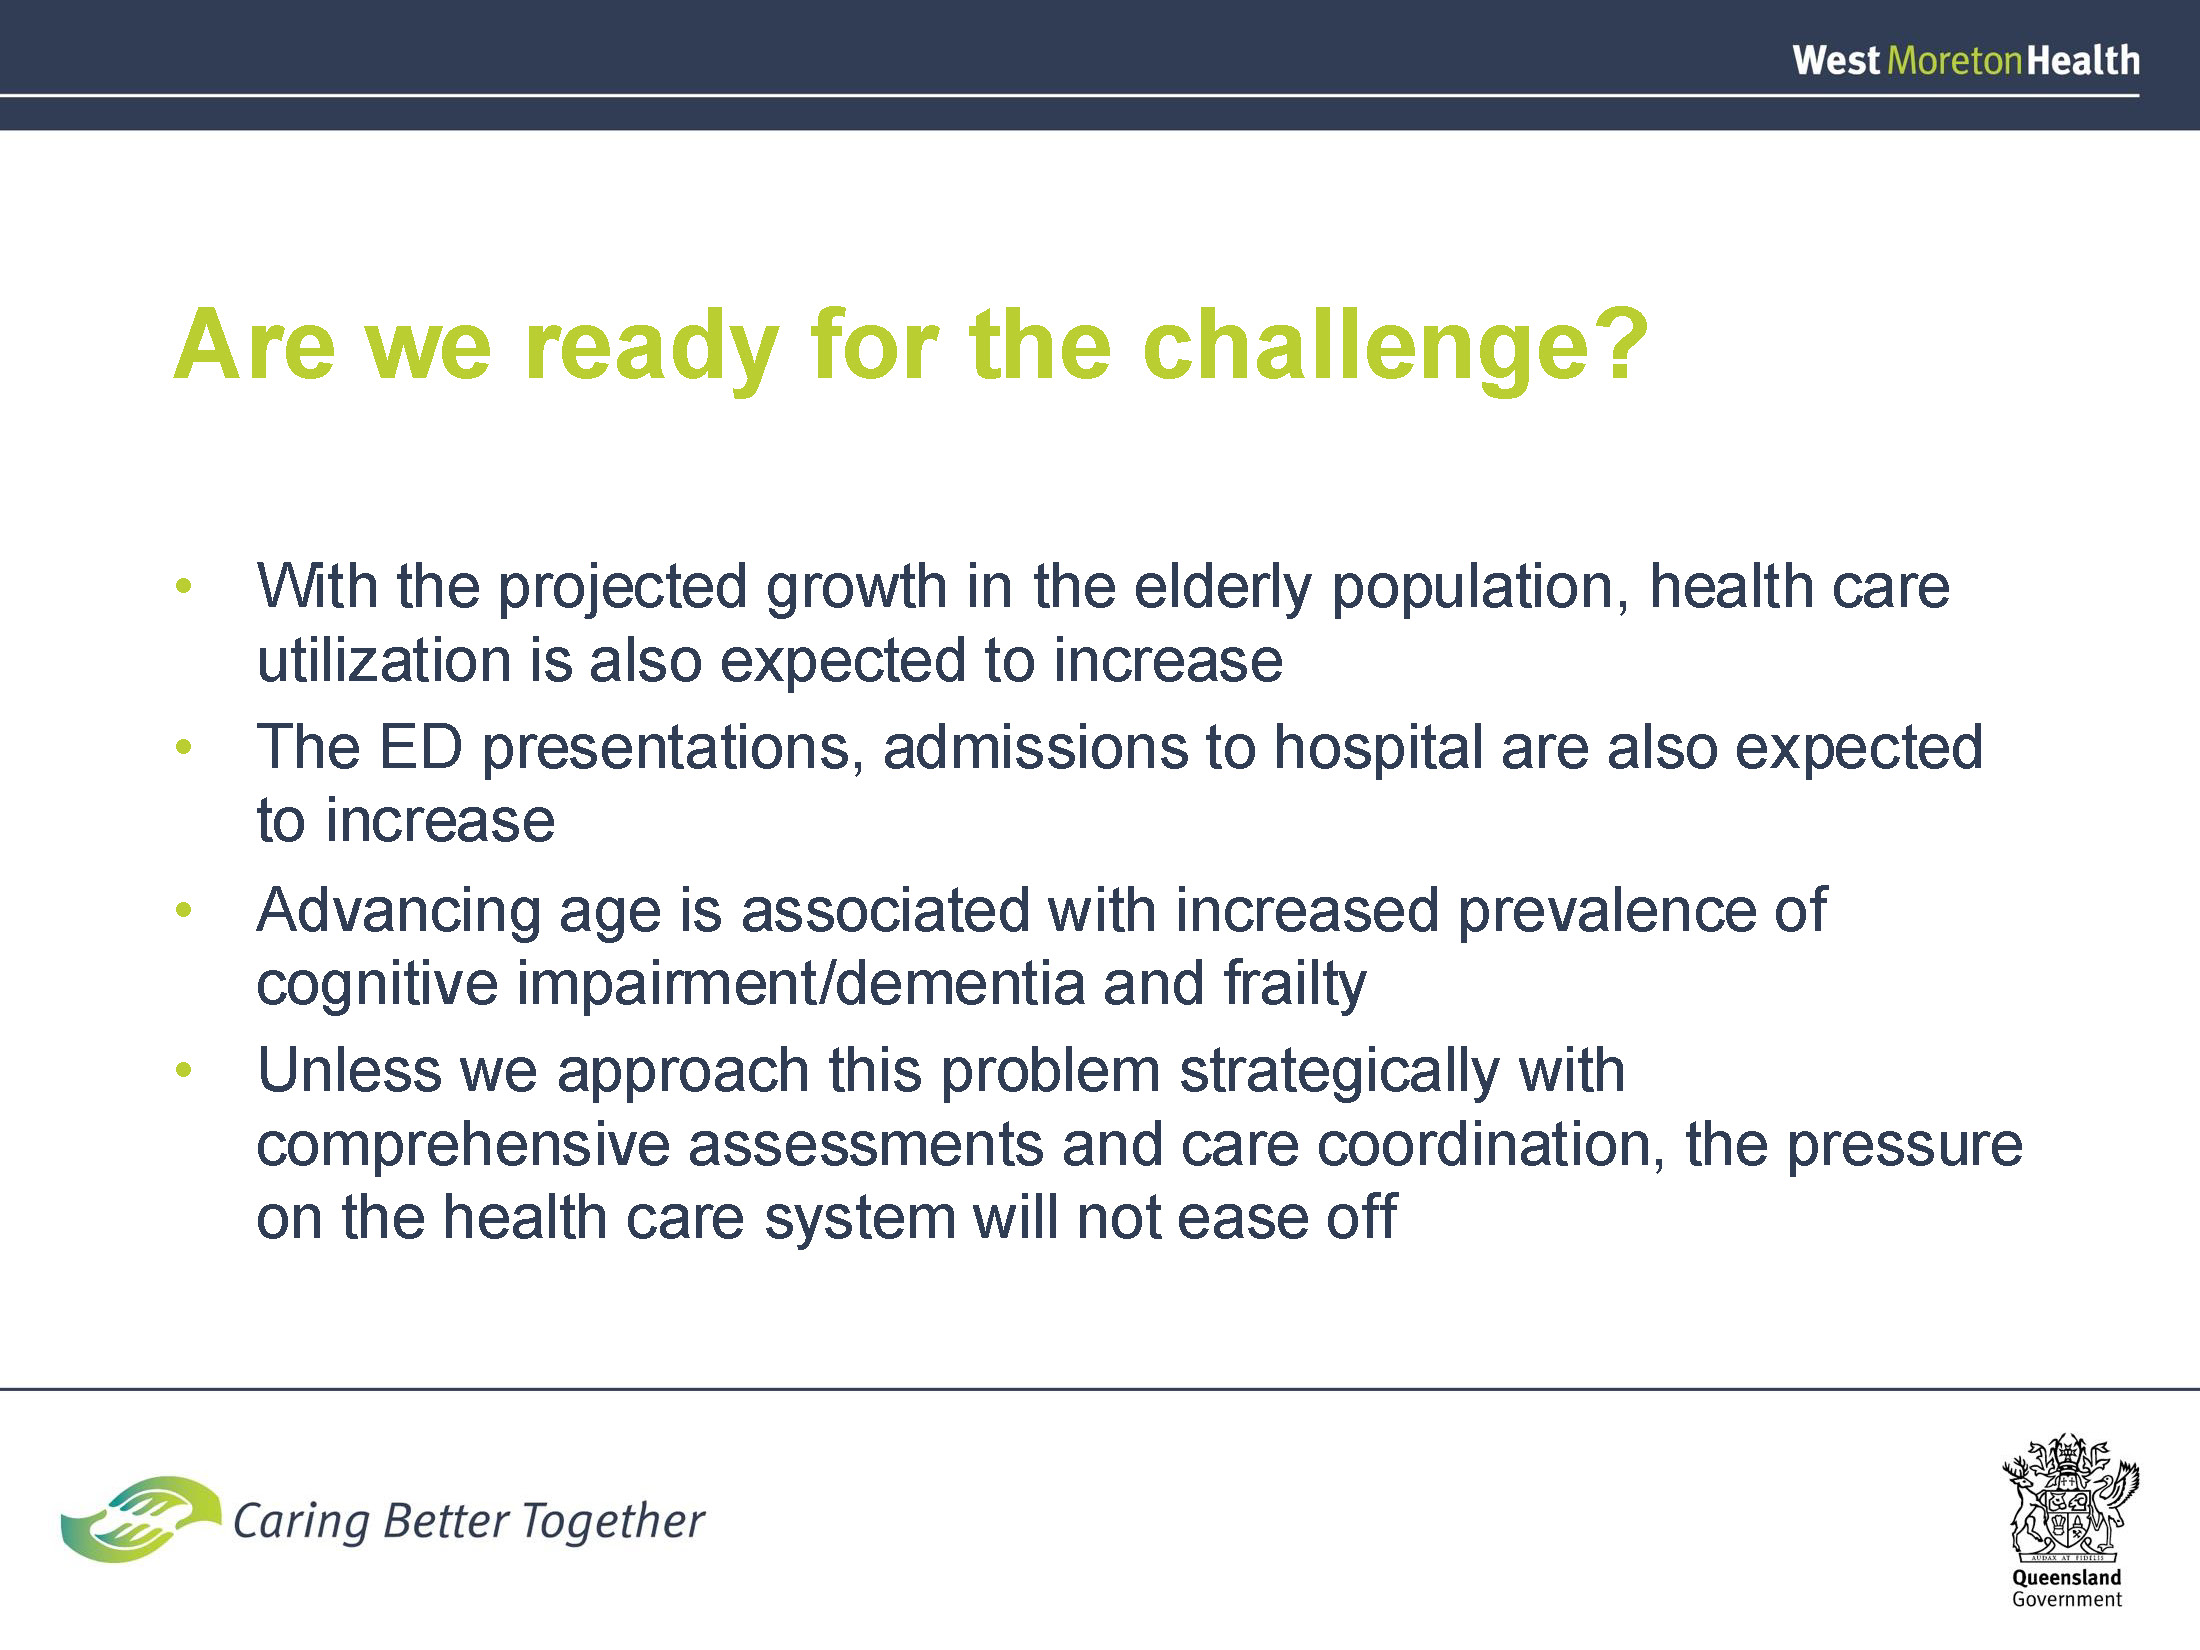 West Moreton Health
Are we ready for the challenge?
• With the projected growth in the elderly population, health care
utilization is also expected to increase
• The ED presentations, admissions to hospital are also expected
to increase
• Advancing age is associated with increased prevalence of
cognitive impairment/dementia and frailty
• Unless we approach this problem strategically with
comprehensive assessments and care coordination, the pressure
on the health care system will not ease off
Caring Better Together
AUDAX AT FIDELIS
Queensland
Government